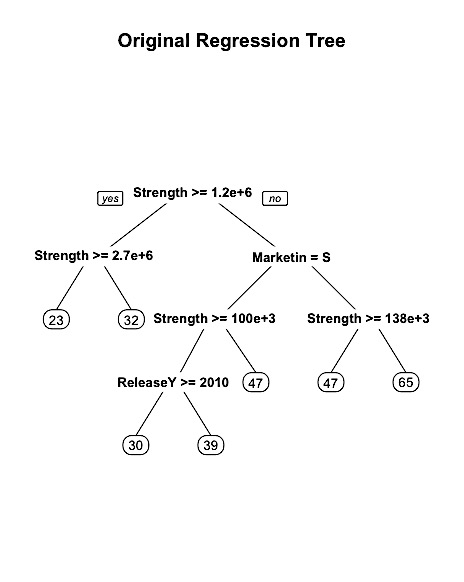 Original Regression Tree
yes Strength >= 1.2e+6 no
Strength >= 2.7e+6 Marketin = S
23 32 Strength >= 100e+3 Strength >= 138e+3
ReleaseY >= 2010 47 47 65
30 39